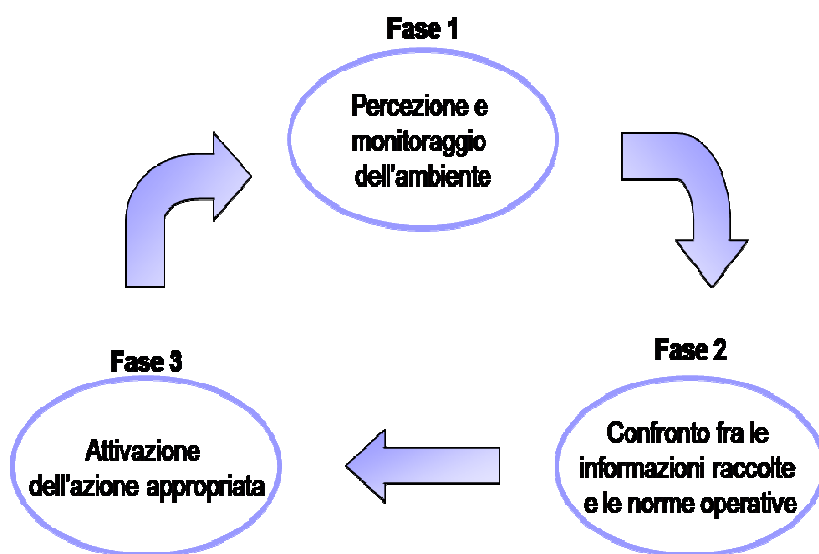 Fase 1
Percezione e
monitoraggio
dell'ambiente
Fase 2
Confronto fra le
informazioni raccolte
e le norme operative
Fase 3
Attivazione
dell'azione appropriata